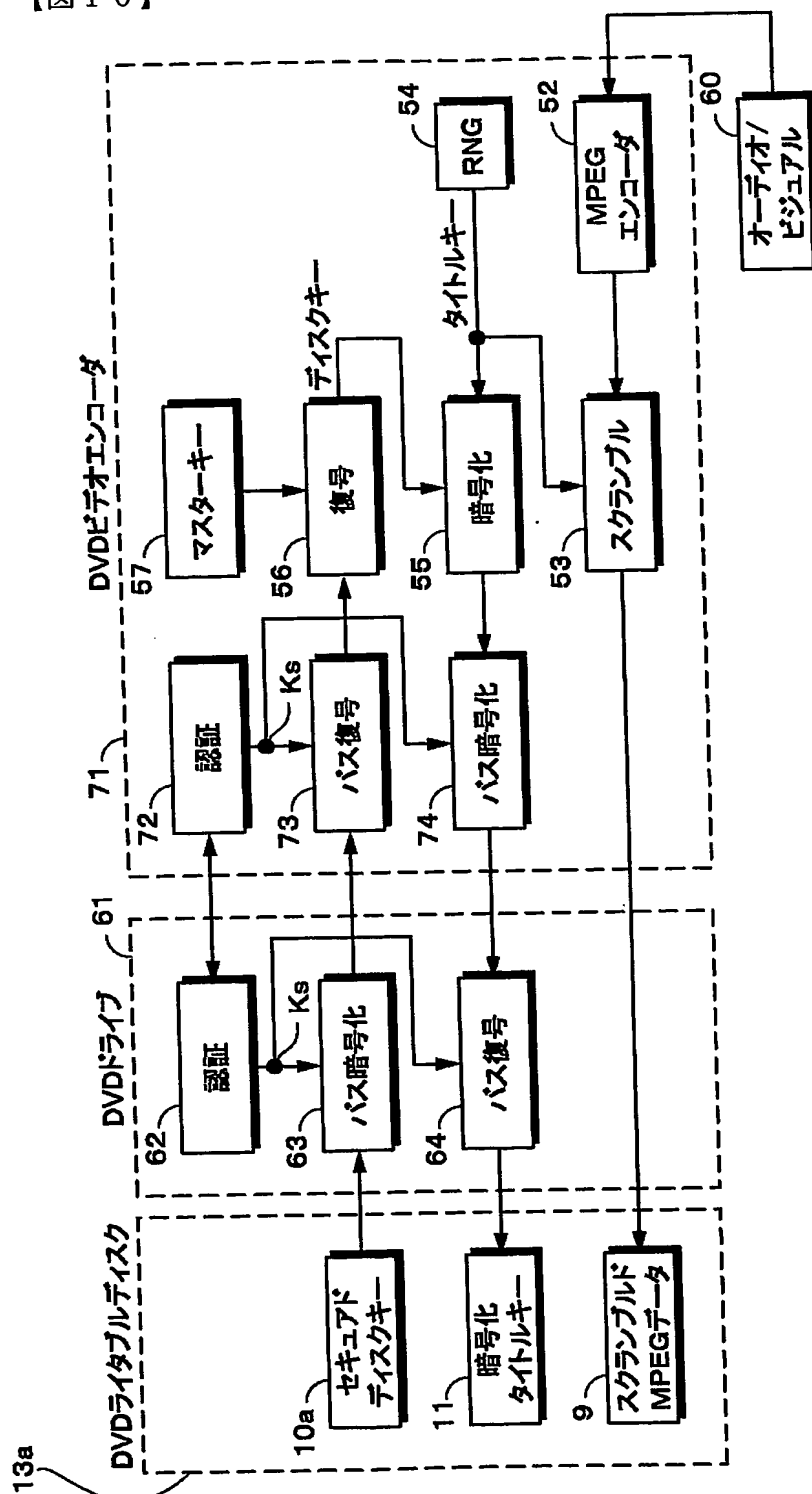 【図１０】
13a
DVDライタブルディスク
10a
セキュアド
ディスクキー
11
暗号化
タイトルキー
9
スクランブルド
MPEGデータ
DVDドライブ
61
62
認証
Ks
63
バス暗号化
64
バス復号
DVDビデオエンコーダ
71
72
認証
Ks
73
バス復号
74
バス暗号化
57
マスターキー
56
復号
ディスクキー
55
暗号化
タイトルキー
54
RNG
53
スクランブル
52
MPEG
エンコーダ
60
オーディオ/
ビジュアル